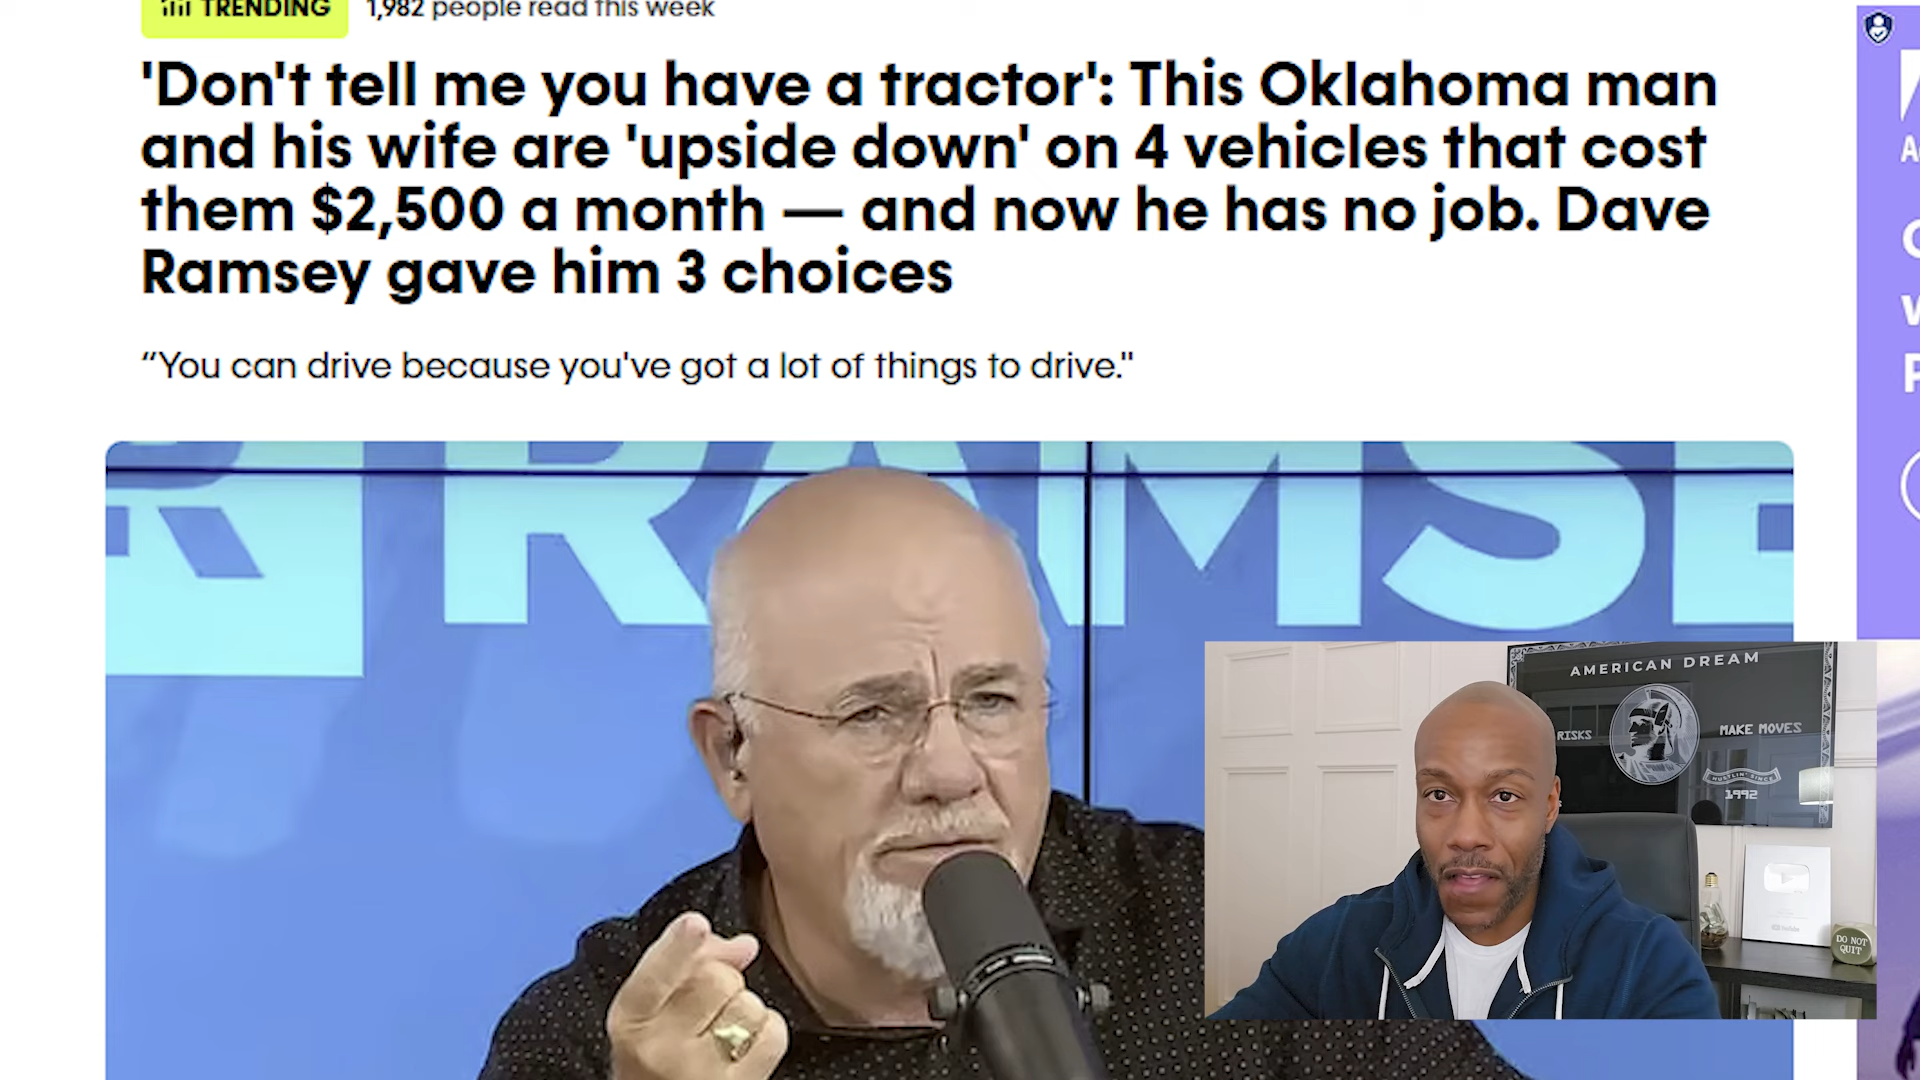 TRENDING 1,982 people read this week
'Don't tell me you have a tractor': This Oklahoma man
and his wife are 'upside down' on 4 vehicles that cost
them $2,500 a month — and now he has no job. Dave
Ramsey gave him 3 choices
“You can drive because you've got a lot of things to drive."
RAMSE
AMERICAN DREAM
RISKS
MAKE MOVES
HUSTLIN' SINCE
1992
DO NOT
QUIT